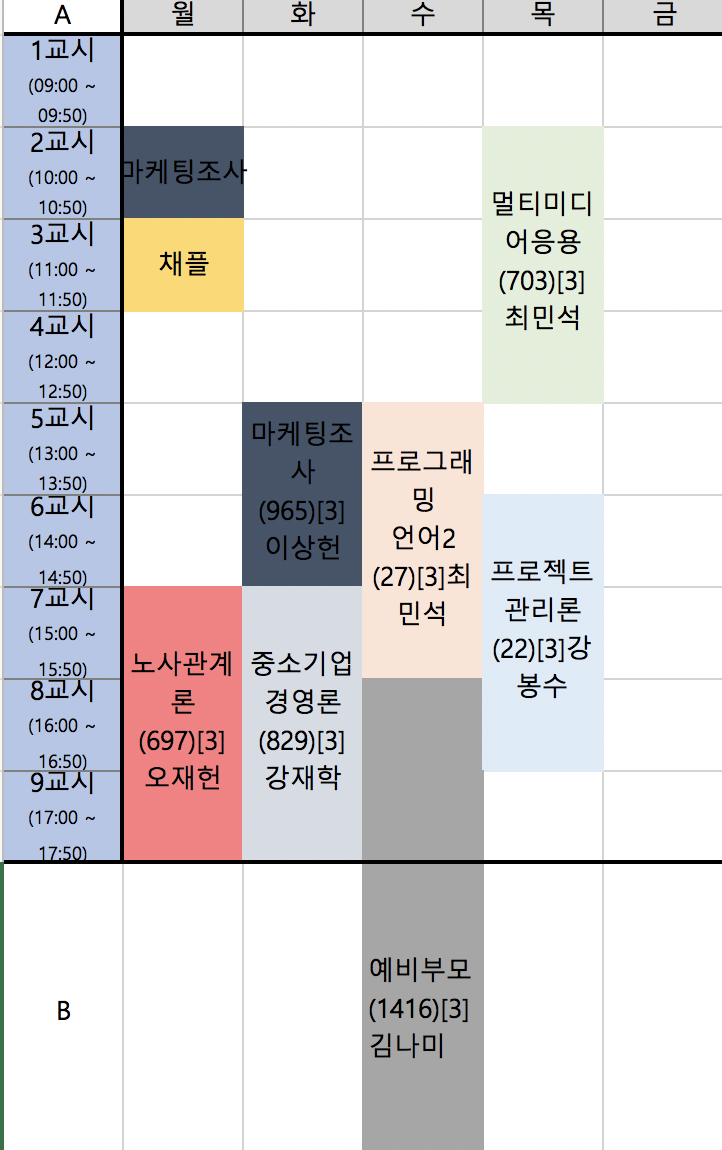 A 월 화 수 목 금
1교시
(09:00 ~
09:50)
2교시
(10:00 ~
10:50)
마케팅조사
3교시
(11:00 ~
11:50)
채플
멀티미디
어응용
(703)[3]
최민석
4교시
(12:00 ~
12:50)
5교시
(13:00 ~
13:50)
마케팅조
사
(965)[3]
이상헌
프로그래
밍
언어2
(27)[3]최
민석
6교시
(14:00 ~
14:50)
프로젝트
관리론
(22)[3]강
봉수
7교시
(15:00 ~
15:50)
노사관계
론
(697)[3]
오재헌
중소기업
경영론
(829)[3]
강재학
8교시
(16:00 ~
16:50)
9교시
(17:00 ~
17:50)
B
예비부모
(1416)[3]
김나미